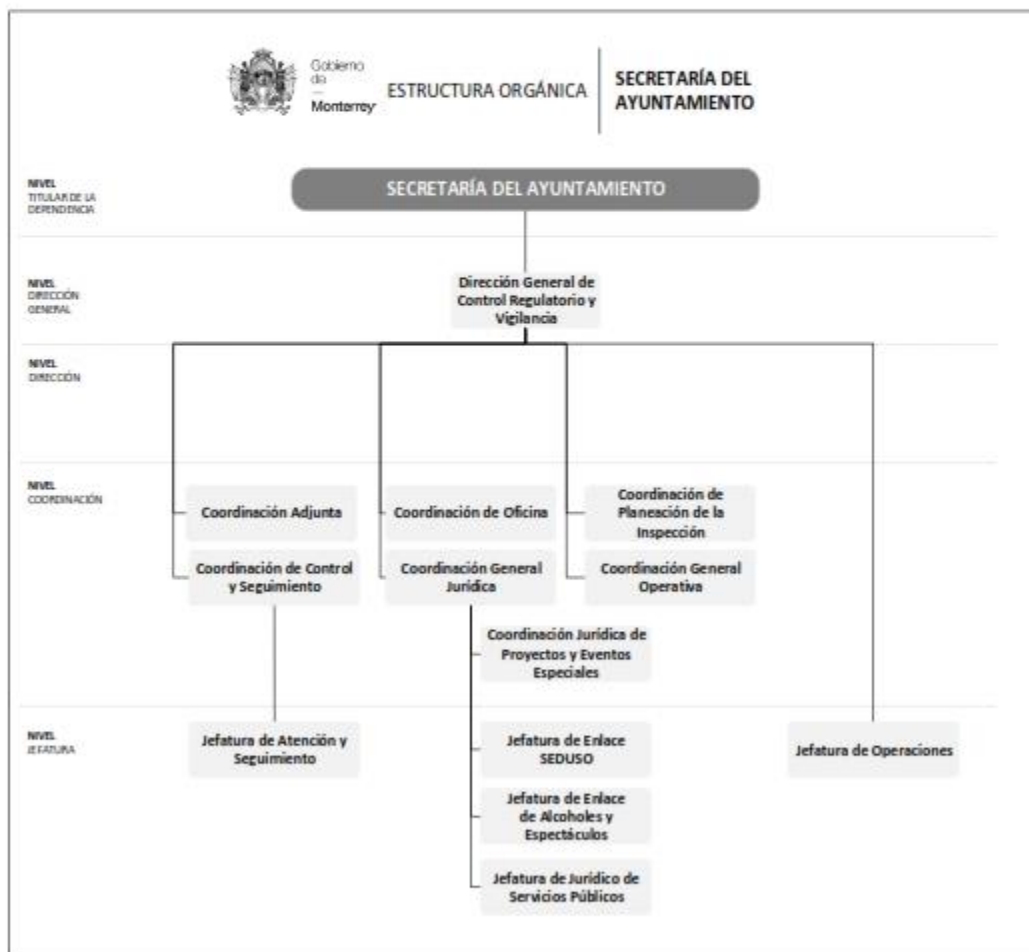 Gobierno
de
—
Monterrey
ESTRUCTURA ORGÁNICA
SECRETARÍA DEL
AYUNTAMIENTO
NIVEL
TITULAR DE LA
DEPENDENCIA
SECRETARÍA DEL AYUNTAMIENTO
NIVEL
DIRECCIÓN
GENERAL
Dirección General de
Control Regulatorio y
Vigilancia
NIVEL
DIRECCIÓN
NIVEL
COORDINACIÓN
Coordinación Adjunta
Coordinación de Oficina
Coordinación de
Planeación de la
Inspección
Coordinación de Control
y Seguimiento
Coordinación General
Jurídica
Coordinación General
Operativa
Coordinación Jurídica de
Proyectos y Eventos
Especiales
NIVEL
JEFATURA
Jefatura de Atención y
Seguimiento
Jefatura de Enlace
SEDUSO
Jefatura de Operaciones
Jefatura de Enlace
de Alcoholes y
Espectáculos
Jefatura de Jurídico de
Servicios Públicos